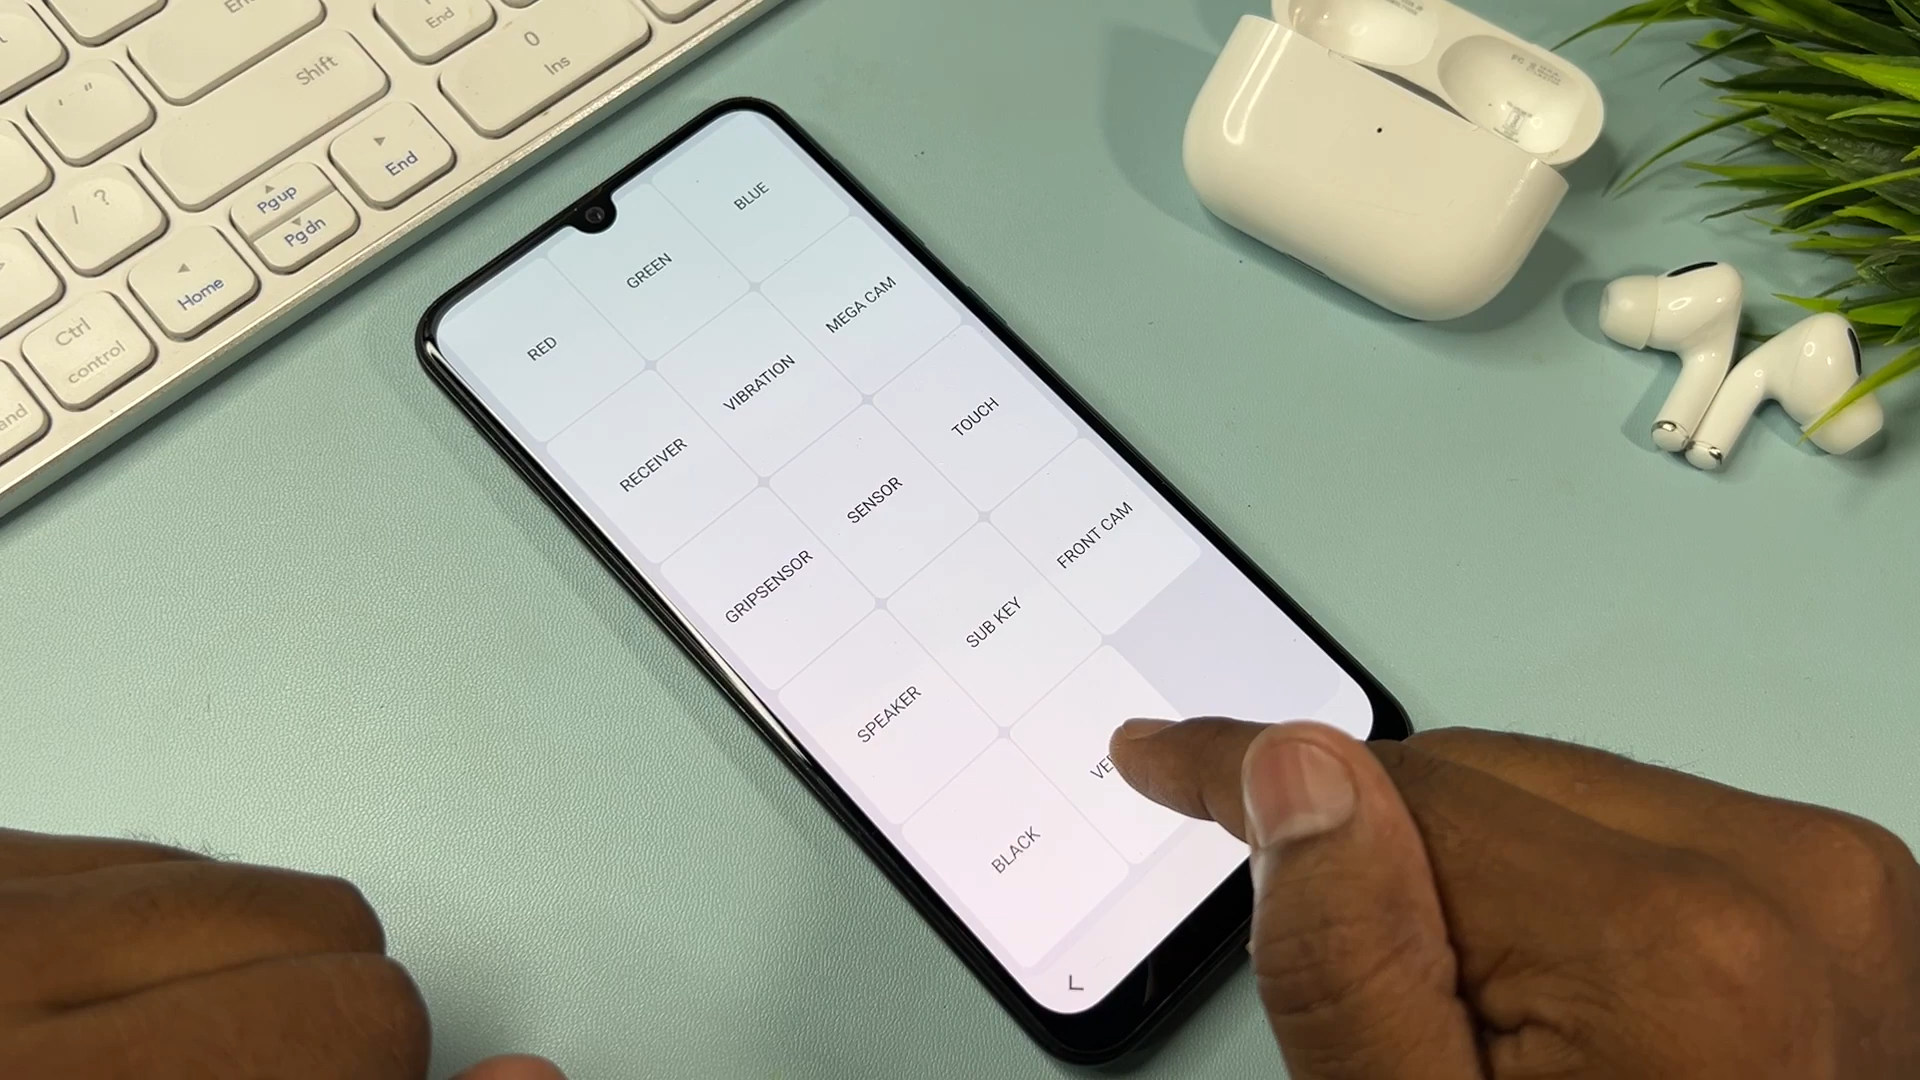 RED
GREEN
BLUE
RECEIVER
VIBRATION
MEGA CAM
GRIPSENSOR
SENSOR
TOUCH
SPEAKER
SUB KEY
FRONT CAM
BLACK
Shift
End
0
Ins
End
' "
/ ?
Pgup
Pgdn
End
Home
Ctrl
control